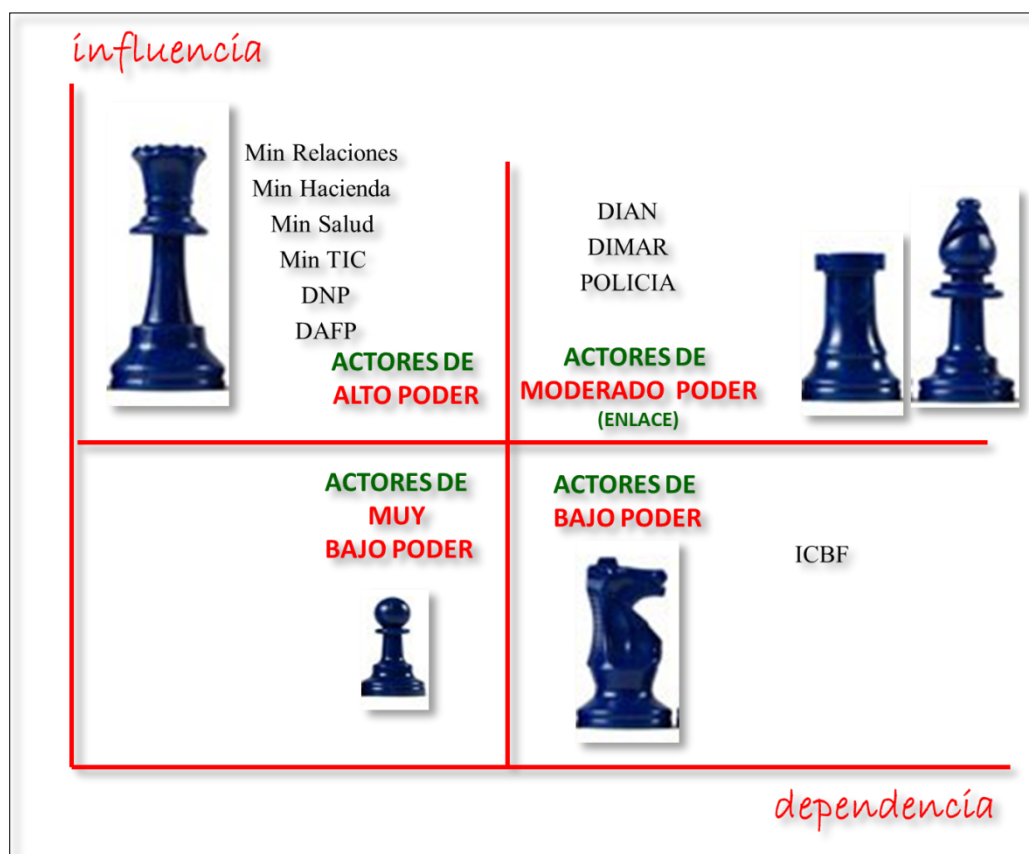 influencia
Min Relaciones
Min Hacienda
Min Salud
Min TIC
DNP
DAFP
ACTORES DE
ALTO PODER
DIAN
DIMAR
POLICIA
ACTORES DE
MODERADO PODER
(ENLACE)
ACTORES DE
MUY
BAJO PODER
ACTORES DE
BAJO PODER
ICBF
dependencia